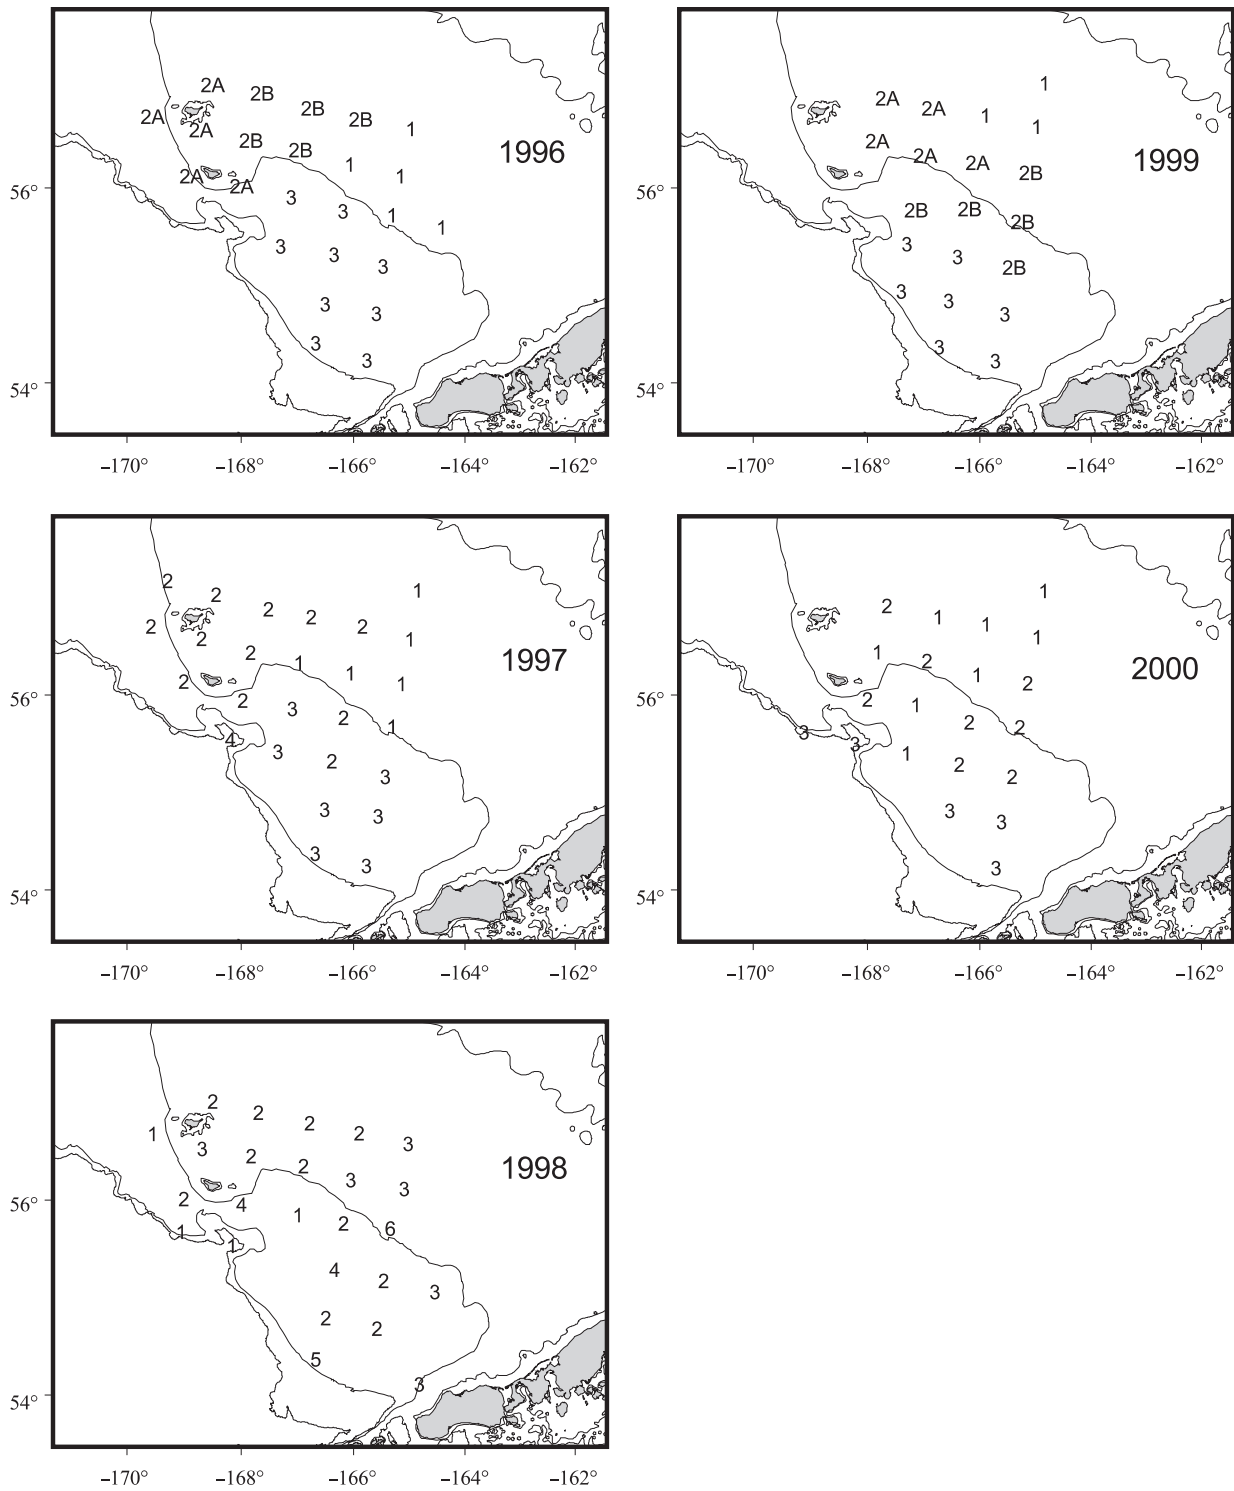 2A 2B
2A 2B 2B
2A 2A 1
2B 2B 1 1996
2A 2A 1
56° 3 3 1 1
3 3 3
3 3
3 3
54°
–170° –168° –166° –164° –162°
1
2A 2A 1 1
2A 2A 2A 2B 1999
56° 2B 2B 2B
3 3 2B
3 3 3
3 3
54°
–170° –168° –166° –164° –162°
2 2 1
2 2 2 2 1
2 2 1 1 1997
2 1
56° 2 3 2 1
4 3 2 3
3 3
3 3
54°
–170° –168° –166° –164° –162°
1
2 1 1 1
1 2 1 2 2000
56° 2 1 2 2
3 3 1 2 2
3 3
3
54°
–170° –168° –166° –164° –162°
2 2 2 2
1 3 3
2 2 1998
3 3
56° 2 4 1 2 6
1 1
4 2 3
2 2
5
3
54°
–170° –168° –166° –164° –162°